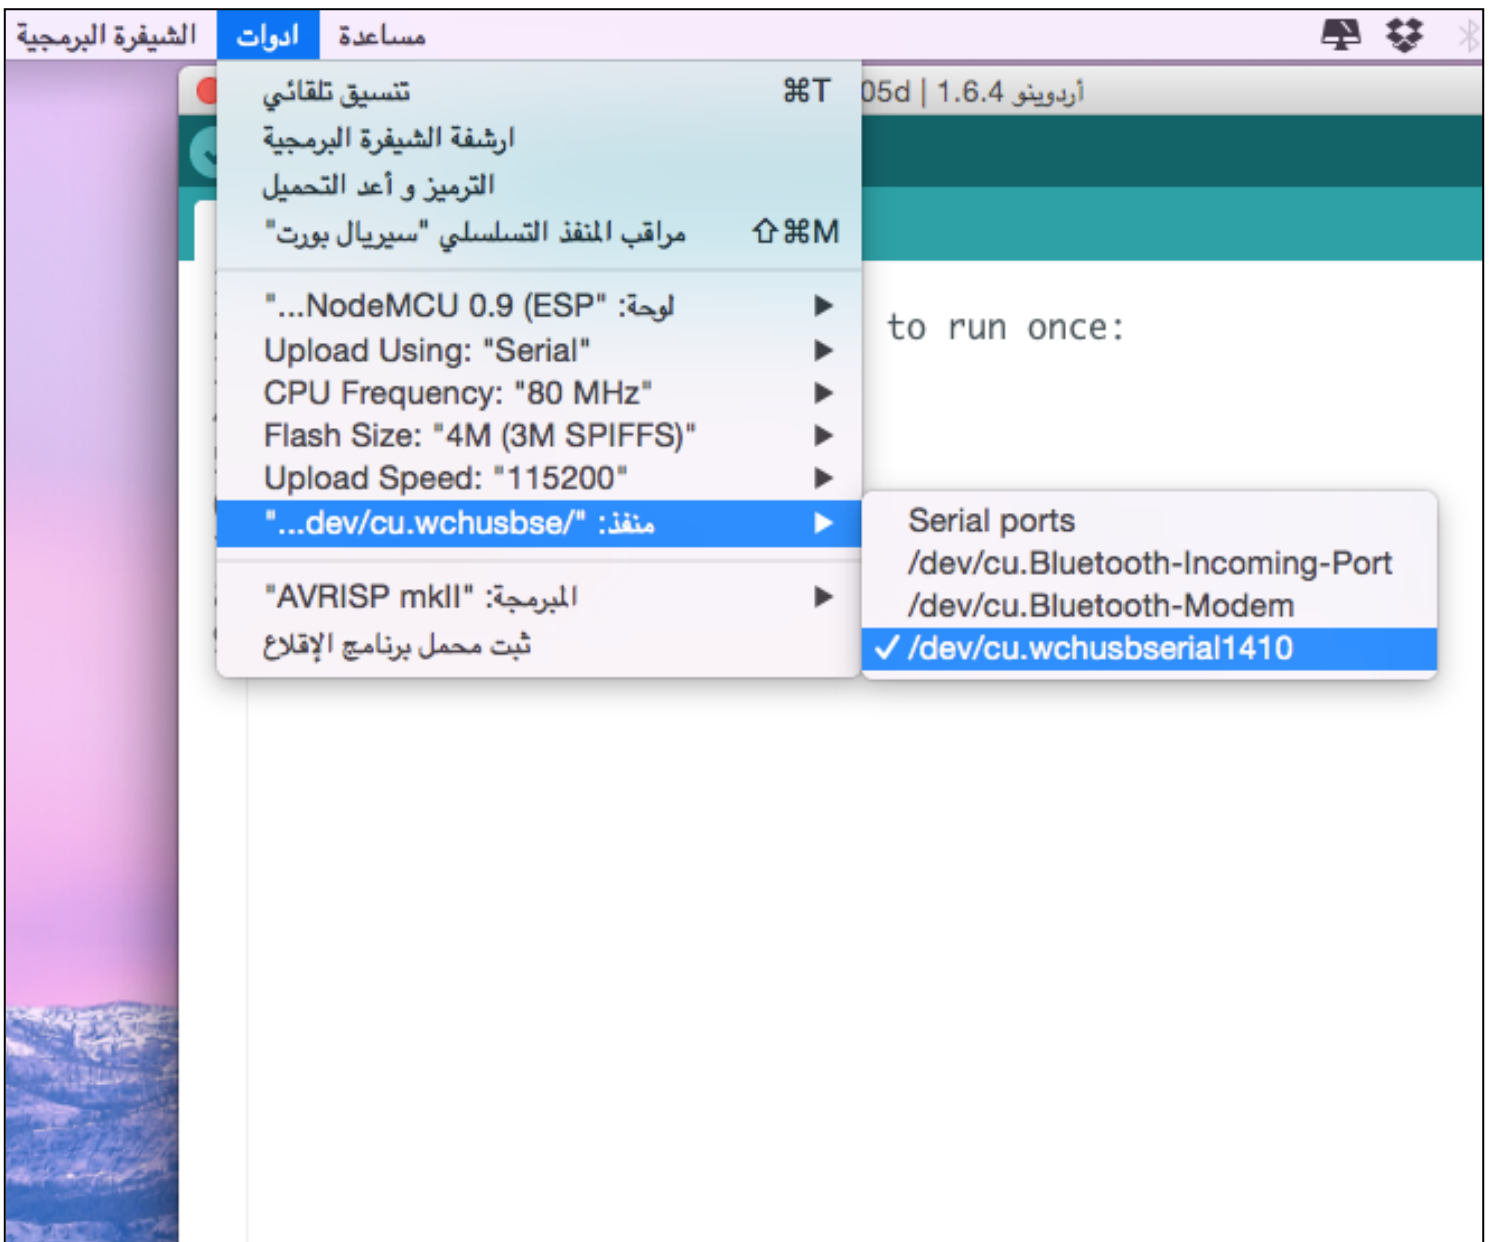 الشيفرة البرمجية ادوات مساعدة
05d | أردوينو 1.6.4
تنسيق تلقائي ⌘T
ارشفة الشيفرة البرمجية
الترميز و أعد التحميل
مراقب المنفذ التسلسلي "سيريال بورت" ⇧⌘M
لوحة: "NodeMCU 0.9 (ESP..."
to run once:
Upload Using: "Serial"
CPU Frequency: "80 MHz"
Flash Size: "4M (3M SPIFFS)"
Upload Speed: "115200"
منفذ: "/dev/cu.wchusbse..."
Serial ports
/dev/cu.Bluetooth-Incoming-Port
/dev/cu.Bluetooth-Modem
✓ /dev/cu.wchusbserial1410
المبرمجة: "AVRISP mkII"
ثبت محمل برنامج الإقلاع